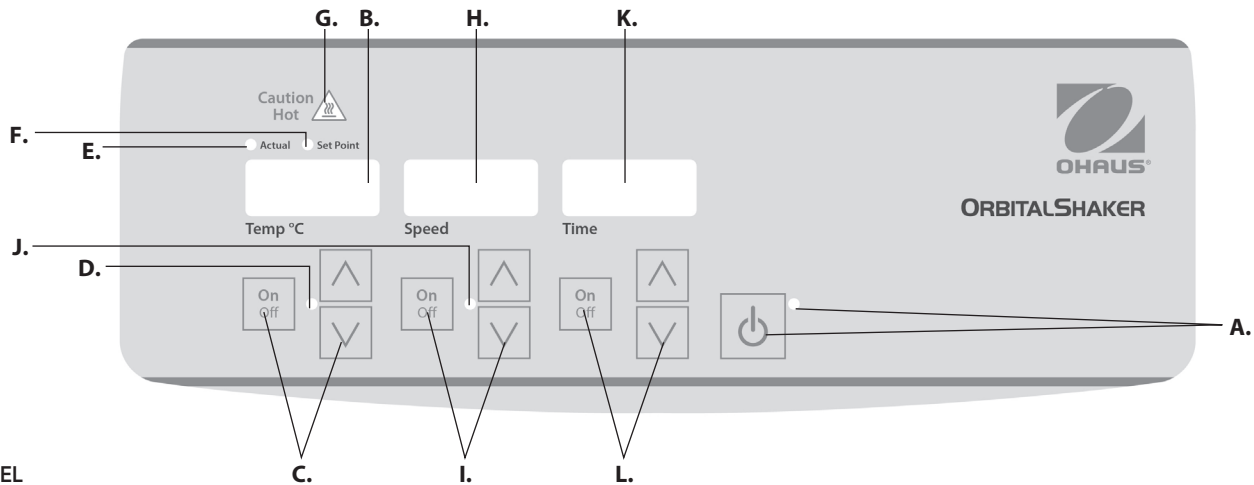 G. B. H. K.
Caution
Hot
F.
E.
Actual Set Point
OHAUS®
ORBITALSHAKER
Temp °C Speed Time
J.
D.
On
Off
On
Off
On
Off
A.
EL
C. I. L.